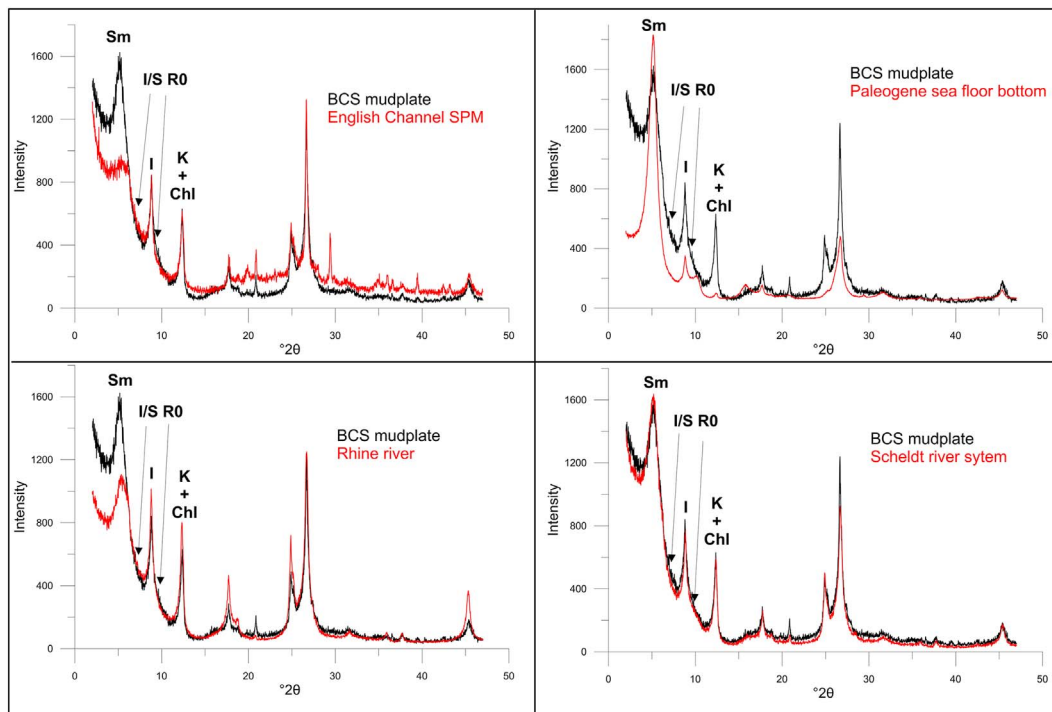 Sm
I/S R0
BCS mudplate
English Channel SPM
I
K
+
Chl
Intensity
1600
1200
800
400
0
0 10 20 30 40 50
°2θ
Sm
I/S R0
BCS mudplate
Paleogene sea floor bottom
I
K
+
Chl
Intensity
1600
1200
800
400
0
0 10 20 30 40 50
°2θ
Sm
I/S R0
BCS mudplate
Rhine river
I
K
+
Chl
Intensity
1600
1200
800
400
0
0 10 20 30 40 50
°2θ
Sm
I/S R0
BCS mudplate
Scheldt river sytem
I
K
+
Chl
Intensity
1600
1200
800
400
0
0 10 20 30 40 50
°2θ